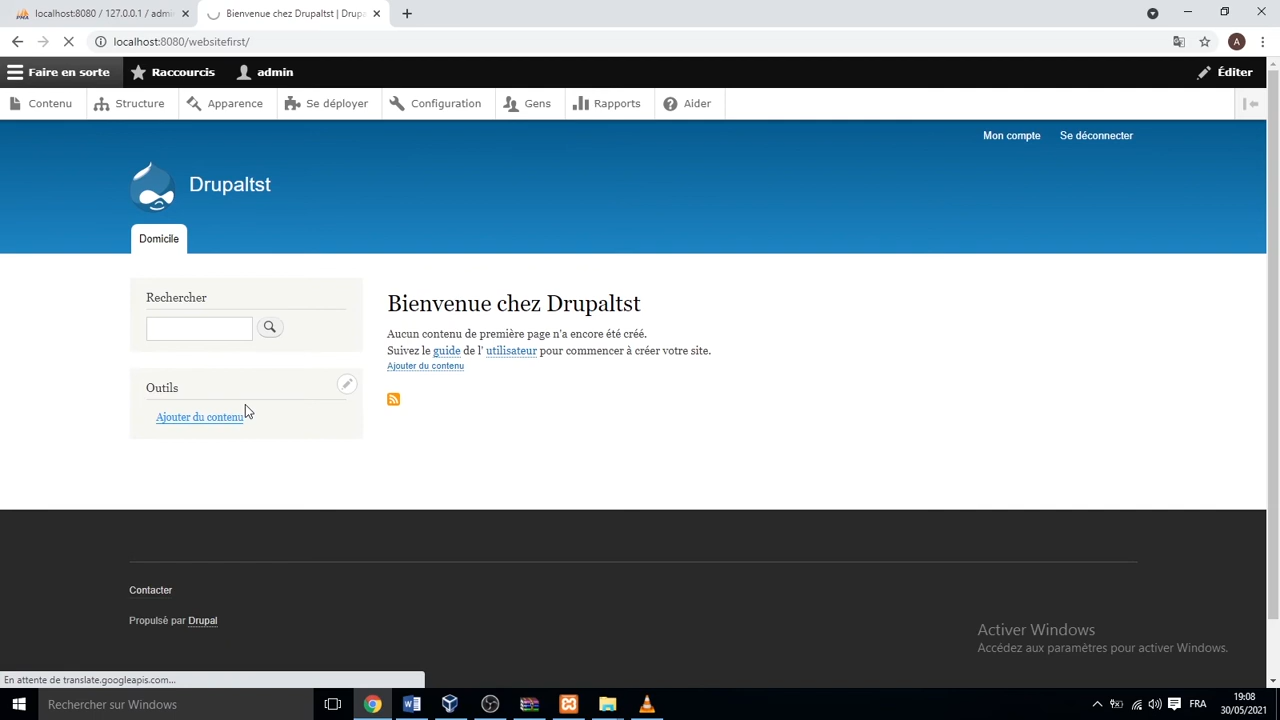 localhost:8080 / 127.0.0.1 / admi
Bienvenue chez Drupaltst | Drupa
localhost:8080/websitefirst/
Faire en sorte
Raccourcis
admin
Éditer
Contenu
Structure
Apparence
Se déployer
Configuration
Gens
Rapports
Aider
Mon compte
Se déconnecter
Drupaltst
Domicile
Rechercher
Bienvenue chez Drupaltst
Aucun contenu de première page n'a encore été créé.
Suivez le guide de l' utilisateur pour commencer à créer votre site.
Ajouter du contenu
Outils
Ajouter du contenu
Contacter
Propulsé par Drupal
Activer Windows
Accédez aux paramètres pour activer Windows.
En attente de translate.googleapis.com...
Rechercher sur Windows
FRA
19:08
30/05/2021